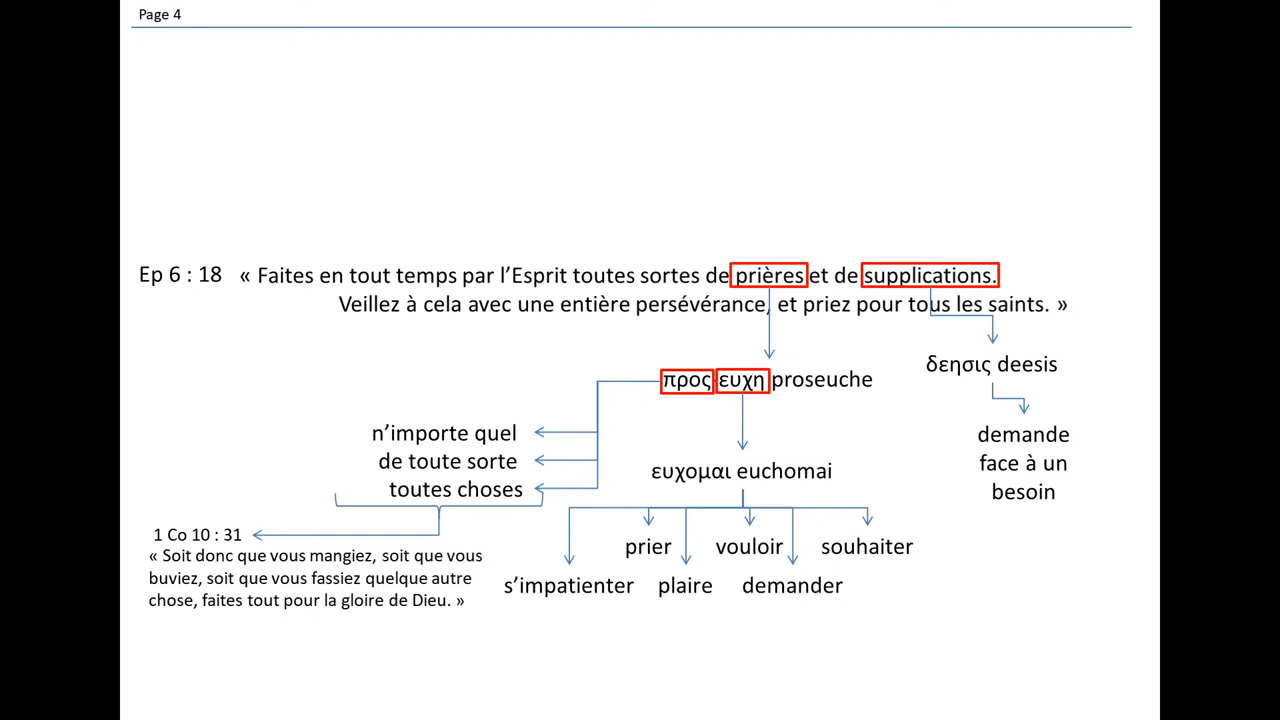 Page 4
Ep 6 : 18 « Faites en tout temps par l’Esprit toutes sortes de prières et de supplications.
Veillez à cela avec une entière persévérance, et priez pour tous les saints. »
δεησις deesis
προς ευχη proseuche
demande
face à un
besoin
n’importe quel
de toute sorte
toutes choses
ευχομαι euchomai
prier vouloir souhaiter
s’impatienter plaire demander
1 Co 10 : 31
« Soit donc que vous mangiez, soit que vous
buviez, soit que vous fassiez quelque autre
chose, faites tout pour la gloire de Dieu. »